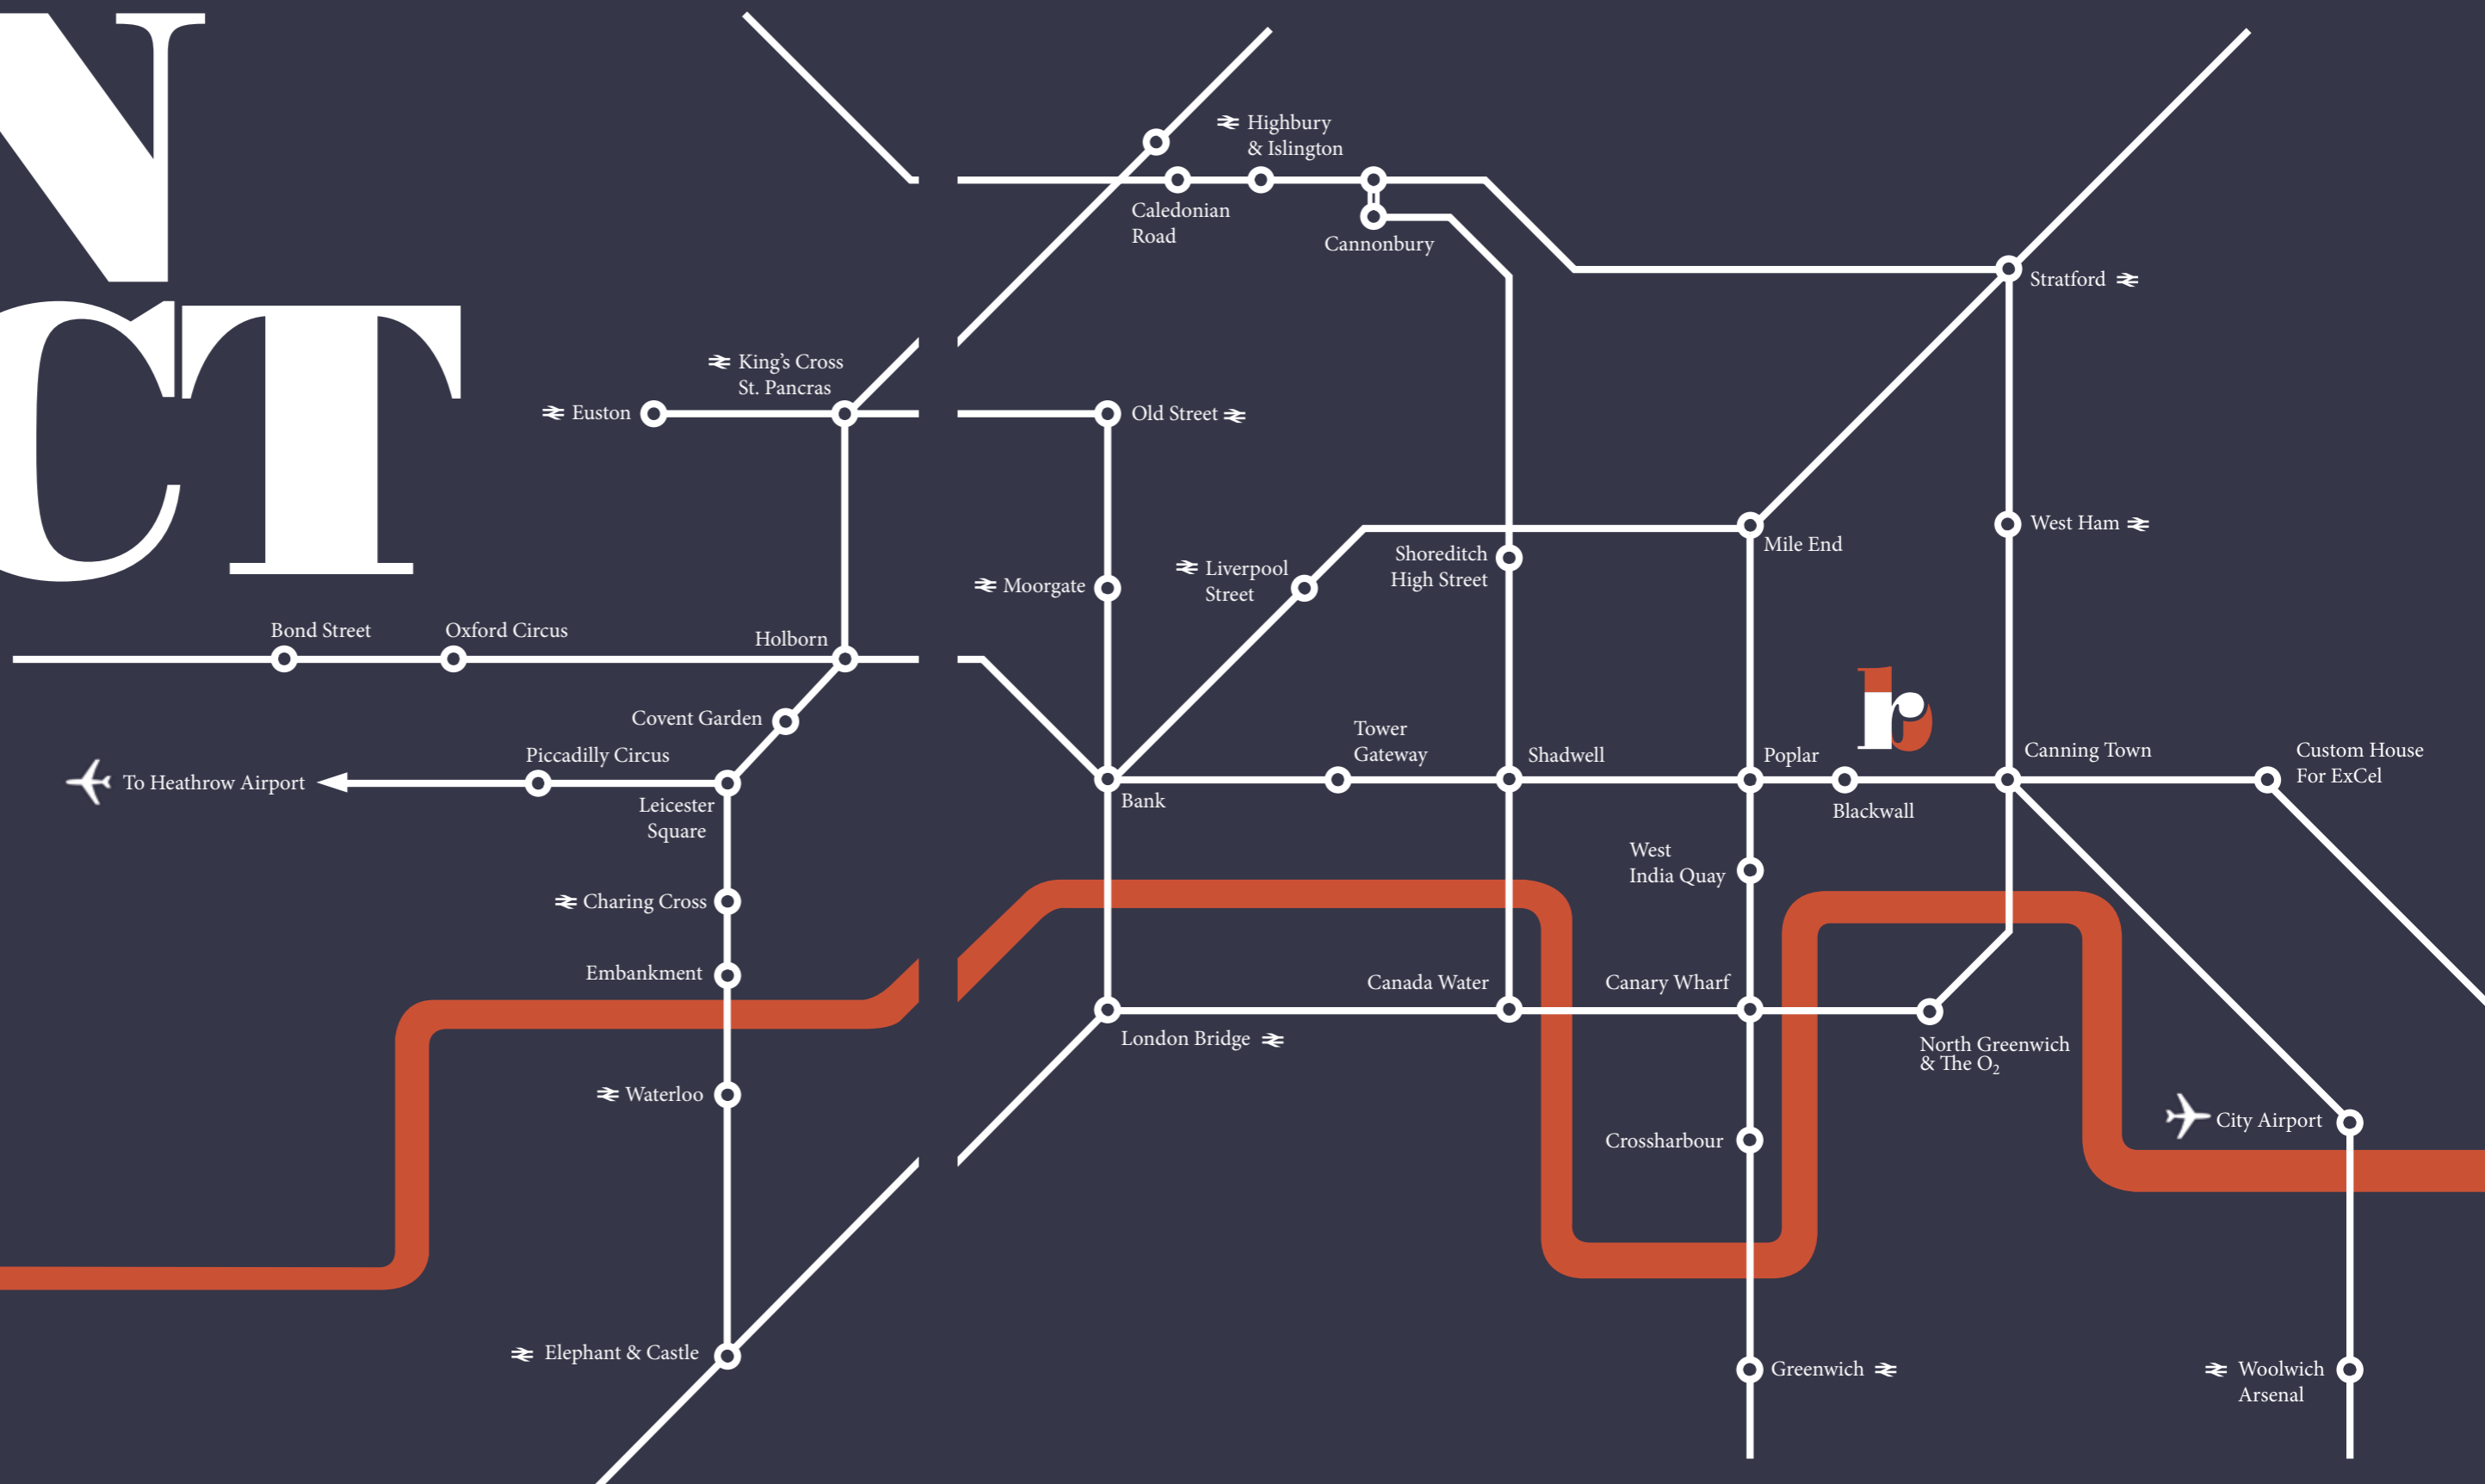 N
CT
Highbury
& Islington
Caledonian
Road
Cannonbury
Stratford
King's Cross
St. Pancras
Euston
Old Street
West Ham
Mile End
Shoreditch
High Street
Liverpool
Street
Moorgate
Bond Street
Oxford Circus
Holborn
Covent Garden
Piccadilly Circus
To Heathrow Airport
Leicester
Square
Tower
Gateway
Shadwell
Poplar
Canning Town
Custom House
For ExCel
Bank
Blackwall
West
India Quay
Charing Cross
Embankment
Canada Water
Canary Wharf
London Bridge
North Greenwich
& The O₂
Waterloo
City Airport
Crossharbour
Elephant & Castle
Greenwich
Woolwich
Arsenal